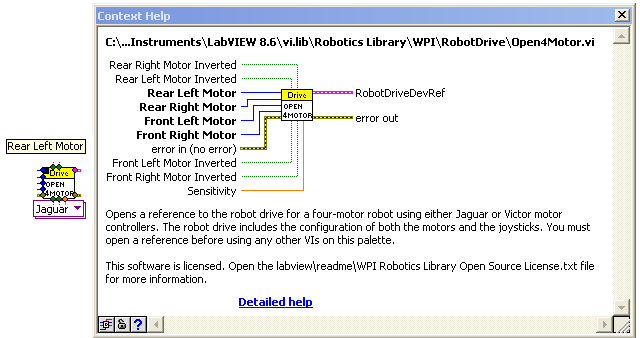 Context Help
C:\...Instruments\LabVIEW 8.6\vi.lib\Robotics Library\WPI\RobotDrive\Open4Motor.vi
Rear Right Motor Inverted
Rear Left Motor Inverted
Rear Left Motor
Rear Right Motor
Front Left Motor
Front Right Motor
error in (no error)
Front Left Motor Inverted
Front Right Motor Inverted
Sensitivity
Drive
OPEN
4MOTOR
RobotDriveDevRef
error out
Rear Left Motor
Drive
OPEN
4MOTOR
Jaguar
Opens a reference to the robot drive for a four-motor robot using either Jaguar or Victor motor
controllers. The robot drive includes the configuration of both the motors and the joysticks. You must
open a reference before using any other VIs on this palette.
This software is licensed. Open the labview\readme\WPI Robotics Library Open Source License.txt file
for more information.
Detailed help
?